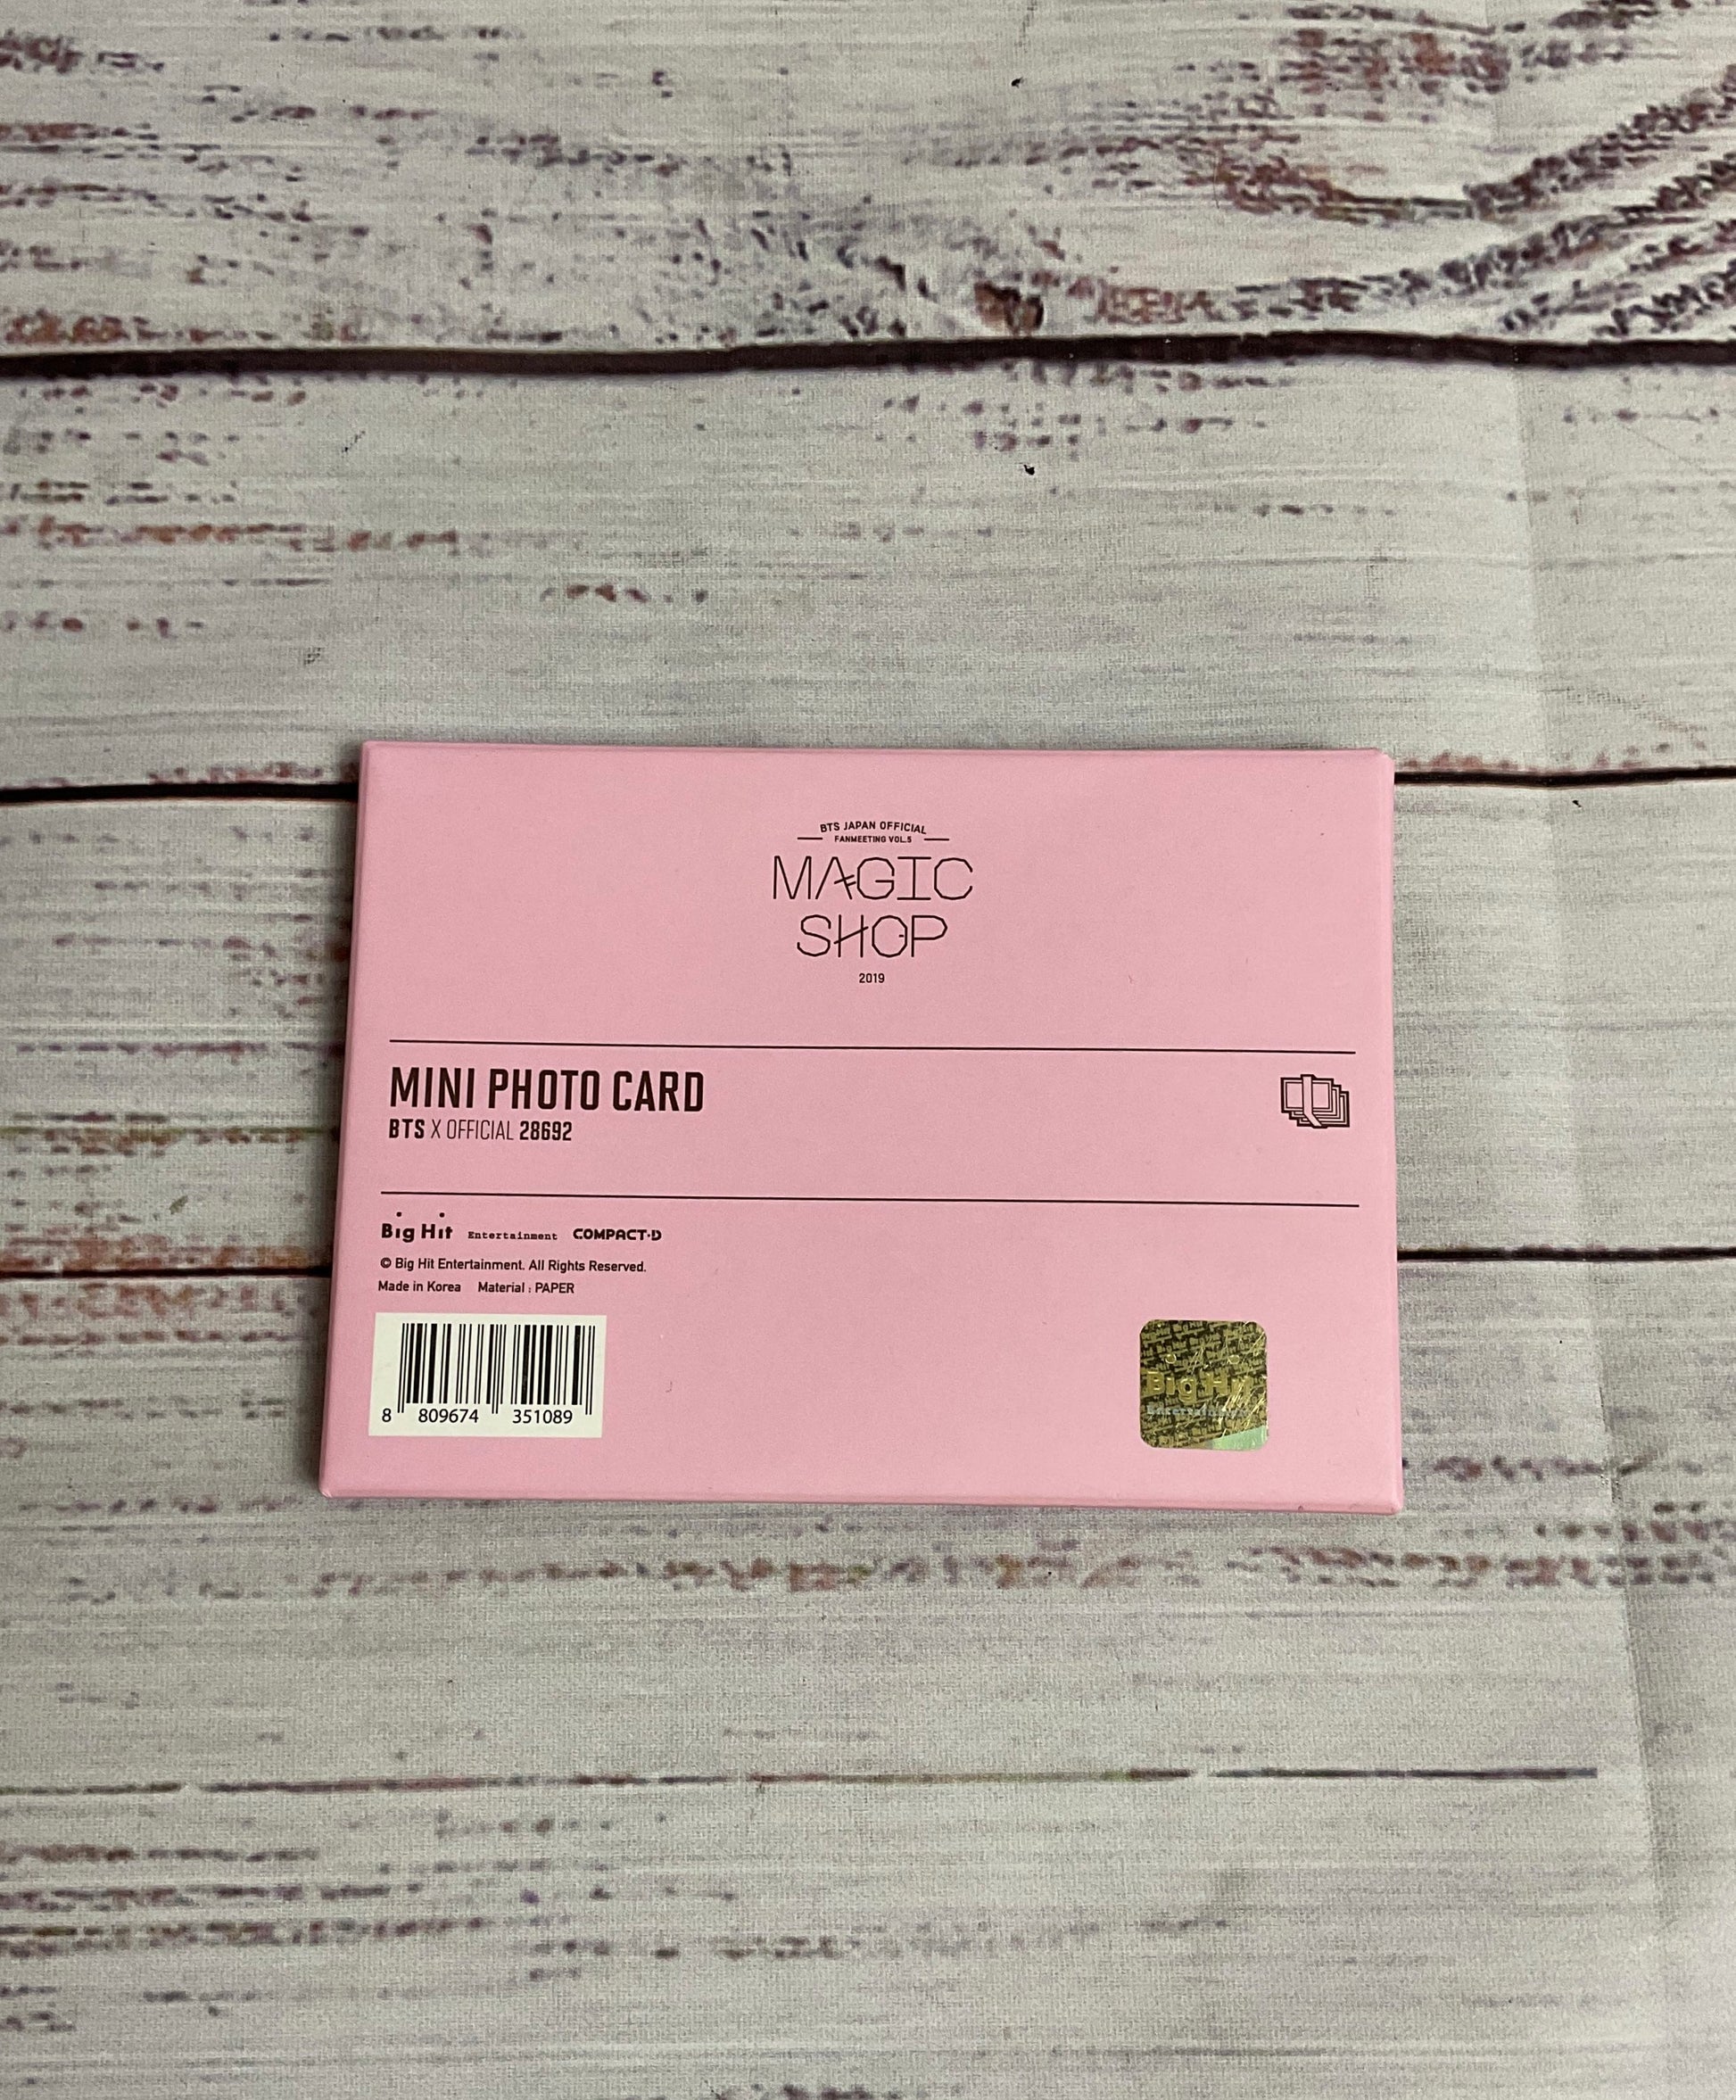 BTS JAPAN OFFICIAL
FANMEETING VOL.5
MAGIC
SHOP
2019
MINI PHOTO CARD
BTS X OFFICIAL 28692
Big Hit Entertainment COMPACT·D
© Big Hit Entertainment. All Rights Reserved.
Made in Korea Material : PAPER
8 809674 351089
Big Hit
Entertainment